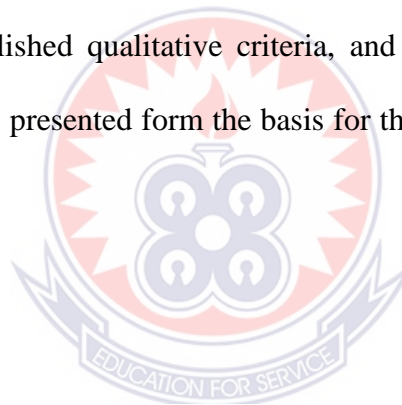 lished qualitative criteria, and
presented form the basis for th
EDUCATION FOR SERVICE